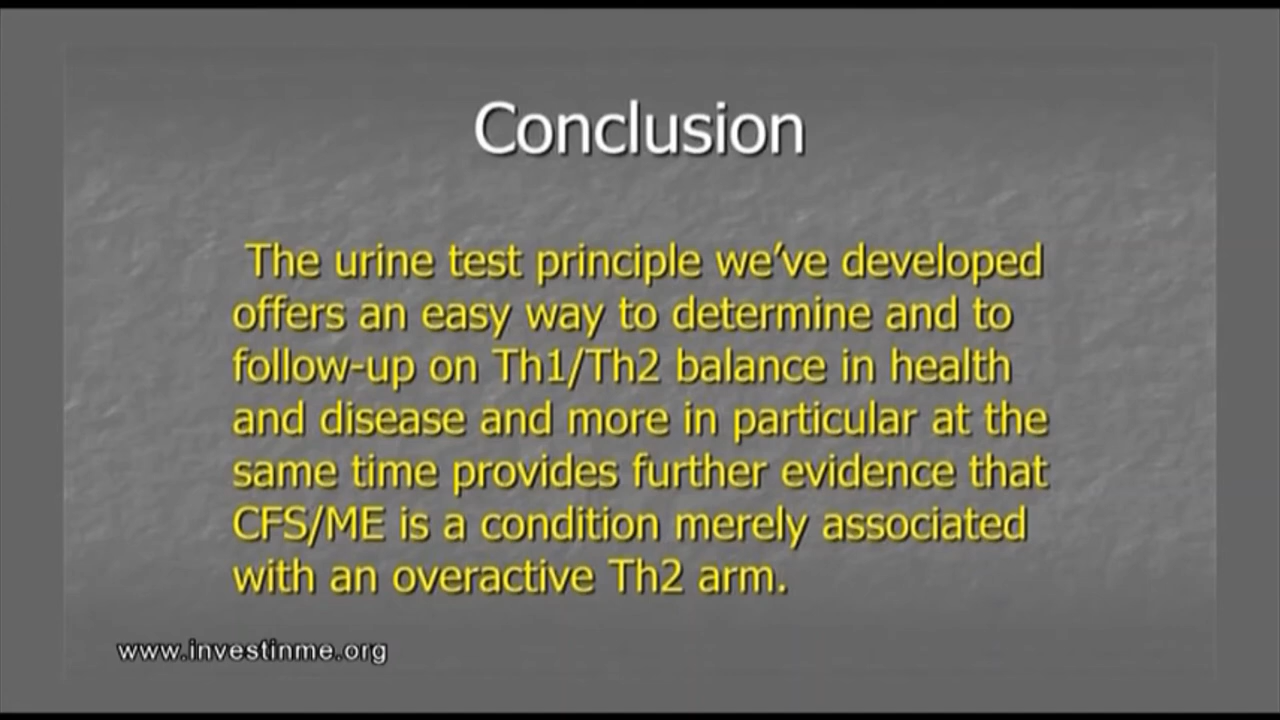 Conclusion
The urine test principle we’ve developed
offers an easy way to determine and to
follow-up on Th1/Th2 balance in health
and disease and more in particular at the
same time provides further evidence that
CFS/ME is a condition merely associated
with an overactive Th2 arm.
www.investinme.org